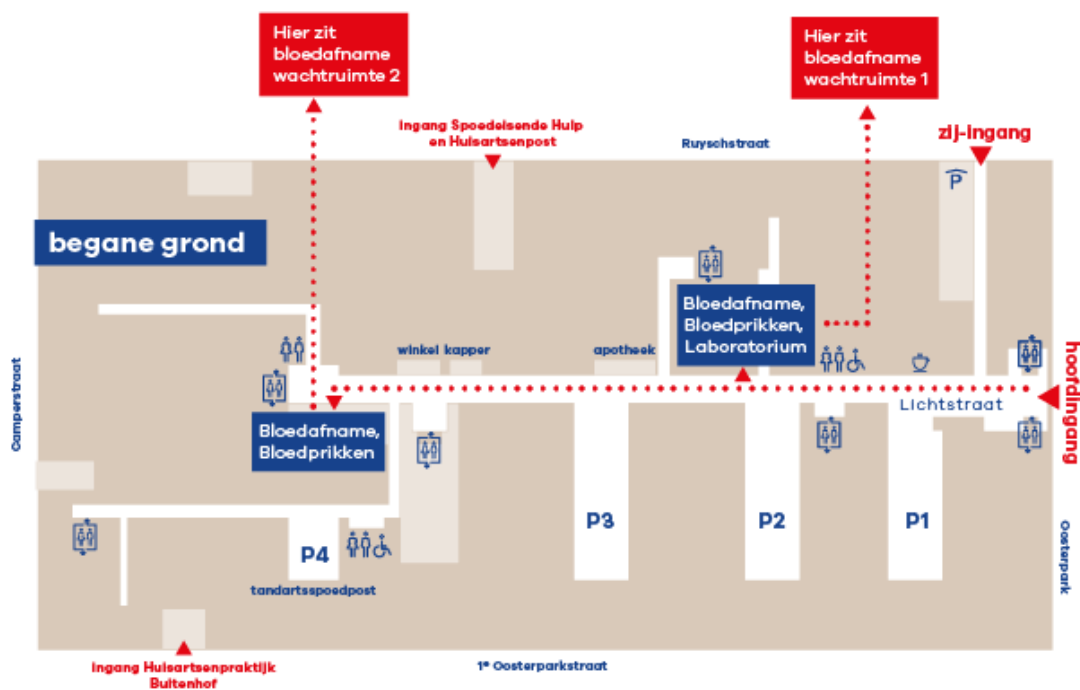 Hier zit
bloedafname
wachtruimte 2
Hier zit
bloedafname
wachtruimte 1
Ingang Spoedeisende Hulp
en Huisartsenpost
Ruyschstraat
zij-ingang
P
begane grond
Bloedafname,
Bloedprikken,
Laboratorium
winkel kapper
apotheek
hoofdingang
Lichtstraat
Camperstraat
Bloedafname,
Bloedprikken
P4
P3
P2
P1
Oosterpark
tandartsspoedpost
Ingang Huisartsenpraktijk
Buitenhof
1e Oosterparkstraat